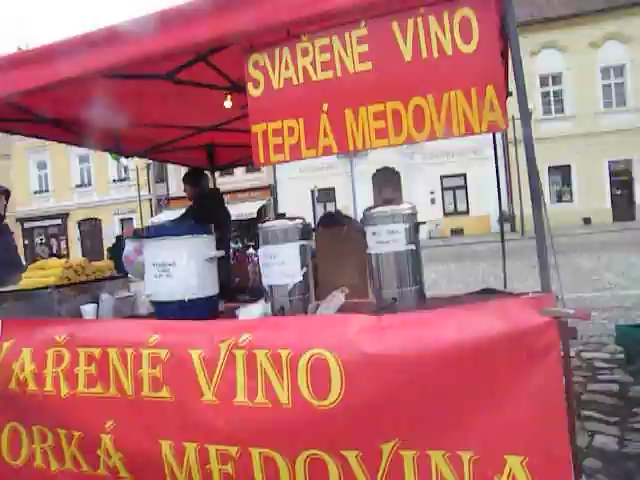 SVAŘENÉ VÍNO
TEPLÁ MEDOVINA
VAŘENÉ VÍNO
ORKÁ MEDOVINA